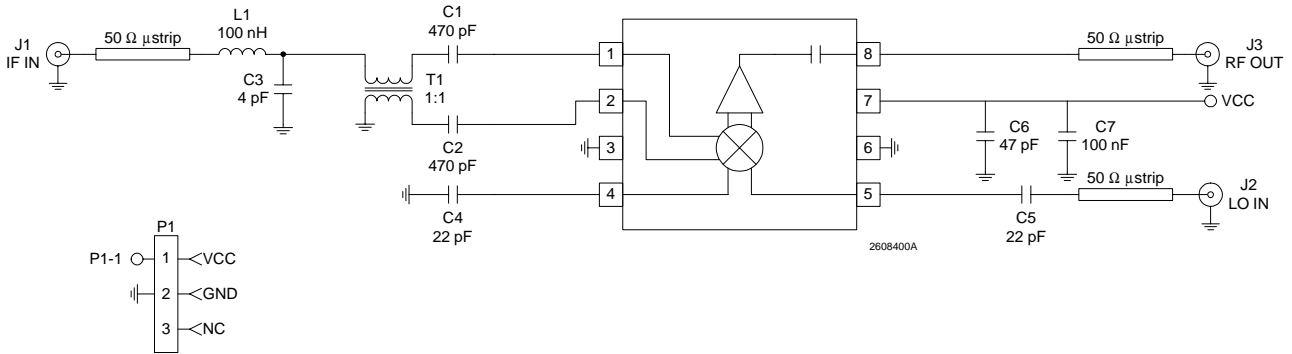 J1
IF IN
50 Ω µstrip
L1
100 nH
C3
4 pF
T1
1:1
C1
470 pF
C2
470 pF
C4
22 pF
1
2
3
4
8
7
6
5
2608400A
50 Ω µstrip
J3
RF OUT
VCC
C6
47 pF
C7
100 nF
C5
22 pF
50 Ω µstrip
J2
LO IN
P1
P1-1
1
VCC
2
GND
3
NC